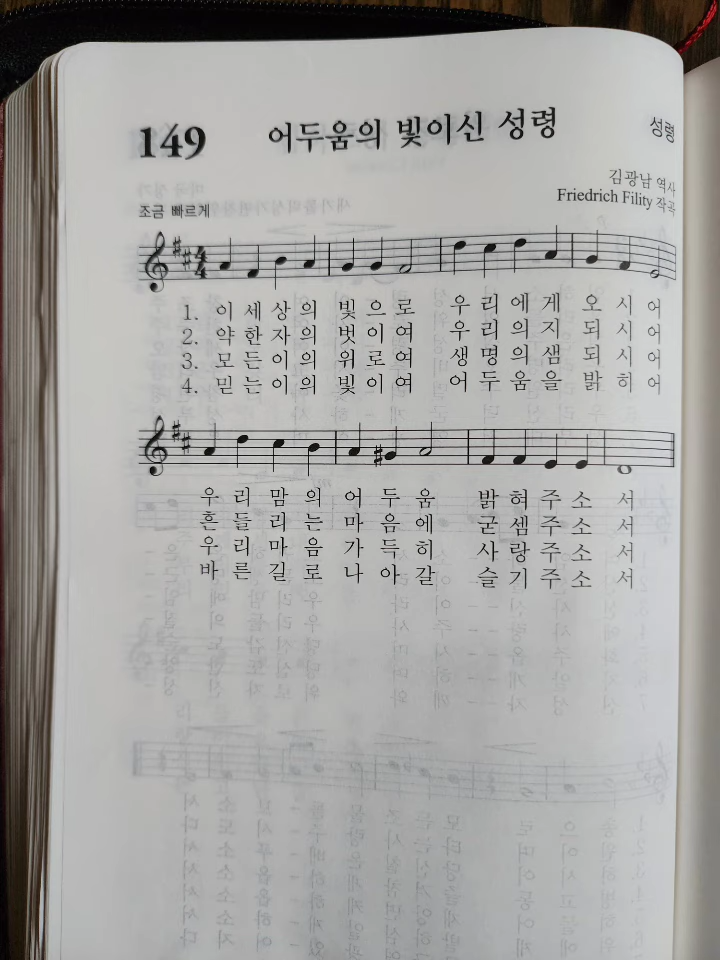 149 어두움의 빛이신 성령 성령
김광남 역사
조금 빠르게 Friedrich Fility 작곡
4
4
1. 이 세 상 의 빛 으 로 우 리 에 게 오 시 어
2. 약 한 자 의 벗 이 여 우 리 의 지 되 시 어
3. 모 든 이 의 위 로 여 생 명 의 샘 되 시 어
4. 믿 는 이 의 빛 이 여 어 두 움 을 밝 히 어
우 리 맘 의 어 두 움 밝 혀 주 소 서
흔 들 리 는 마 음 에 굳 셈 주 소 서
우 리 마 음 가 득 히 사 랑 주 소 서
바 른 길 로 나 아 갈 슬 기 주 소 서